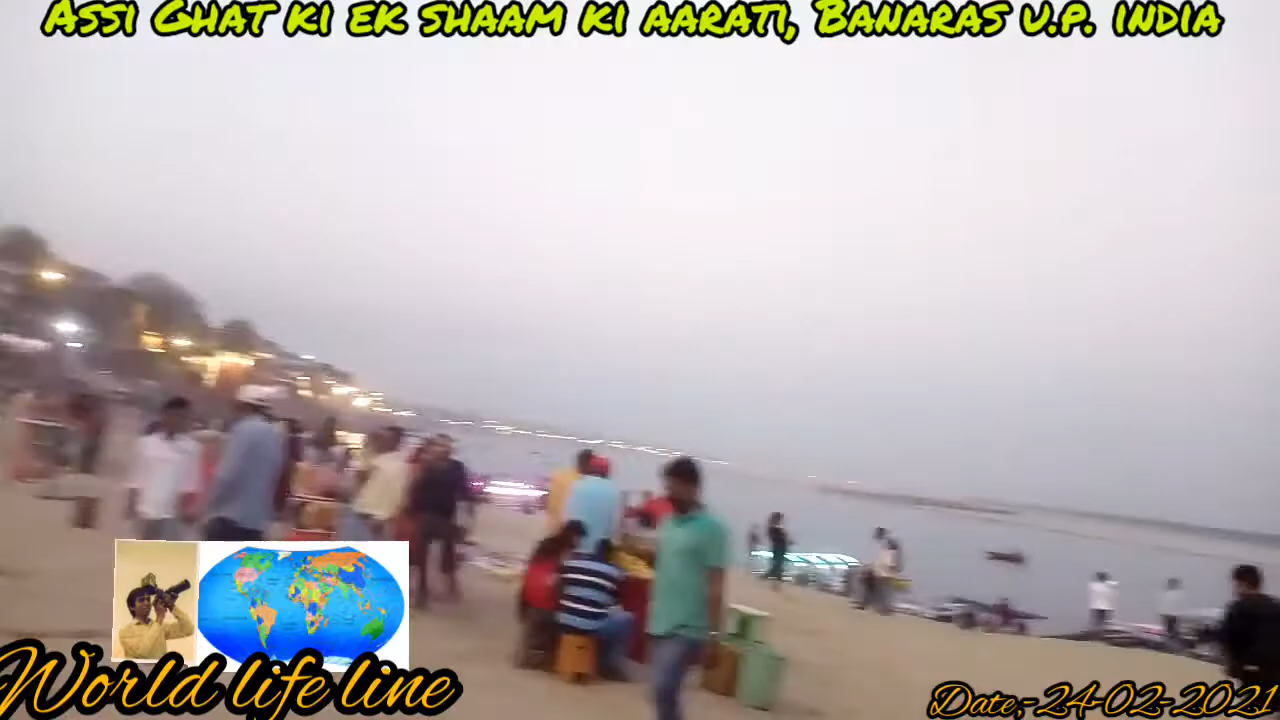 Assi Ghat ki ek shaam ki aarati, Banaras u.p. india
World life line
Date;-24-02-2021